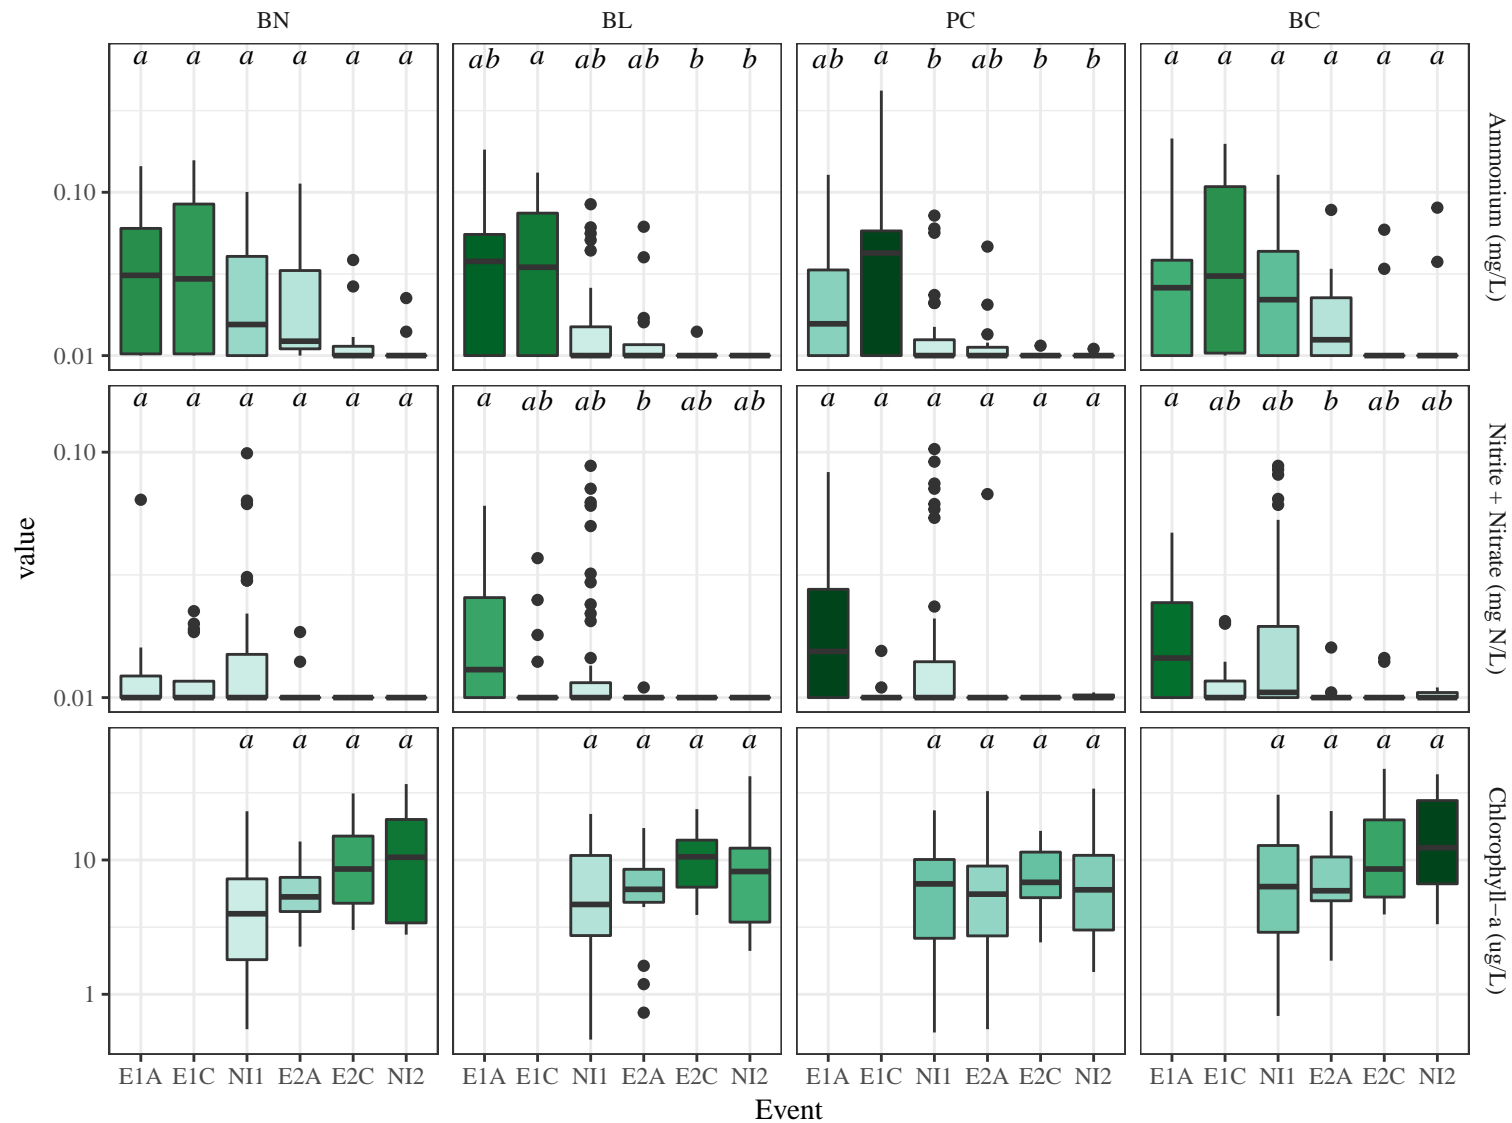 BN BL PC BC
a a a a a a ab a ab ab b b ab a b ab b b a a a a a a
0.10
0.01
Ammonium (mg/L)
a a a a a a a ab ab b ab ab a a a a a a a ab ab b ab ab
0.10
0.01
Nitrite + Nitrate (mg N/L)
value
a a a a a a a a a a a a a a a a
10
1
Chlorophyll−a (ug/L)
E1A E1C NI1 E2A E2C NI2 E1A E1C NI1 E2A E2C NI2 E1A E1C NI1 E2A E2C NI2 E1A E1C NI1 E2A E2C NI2
Event